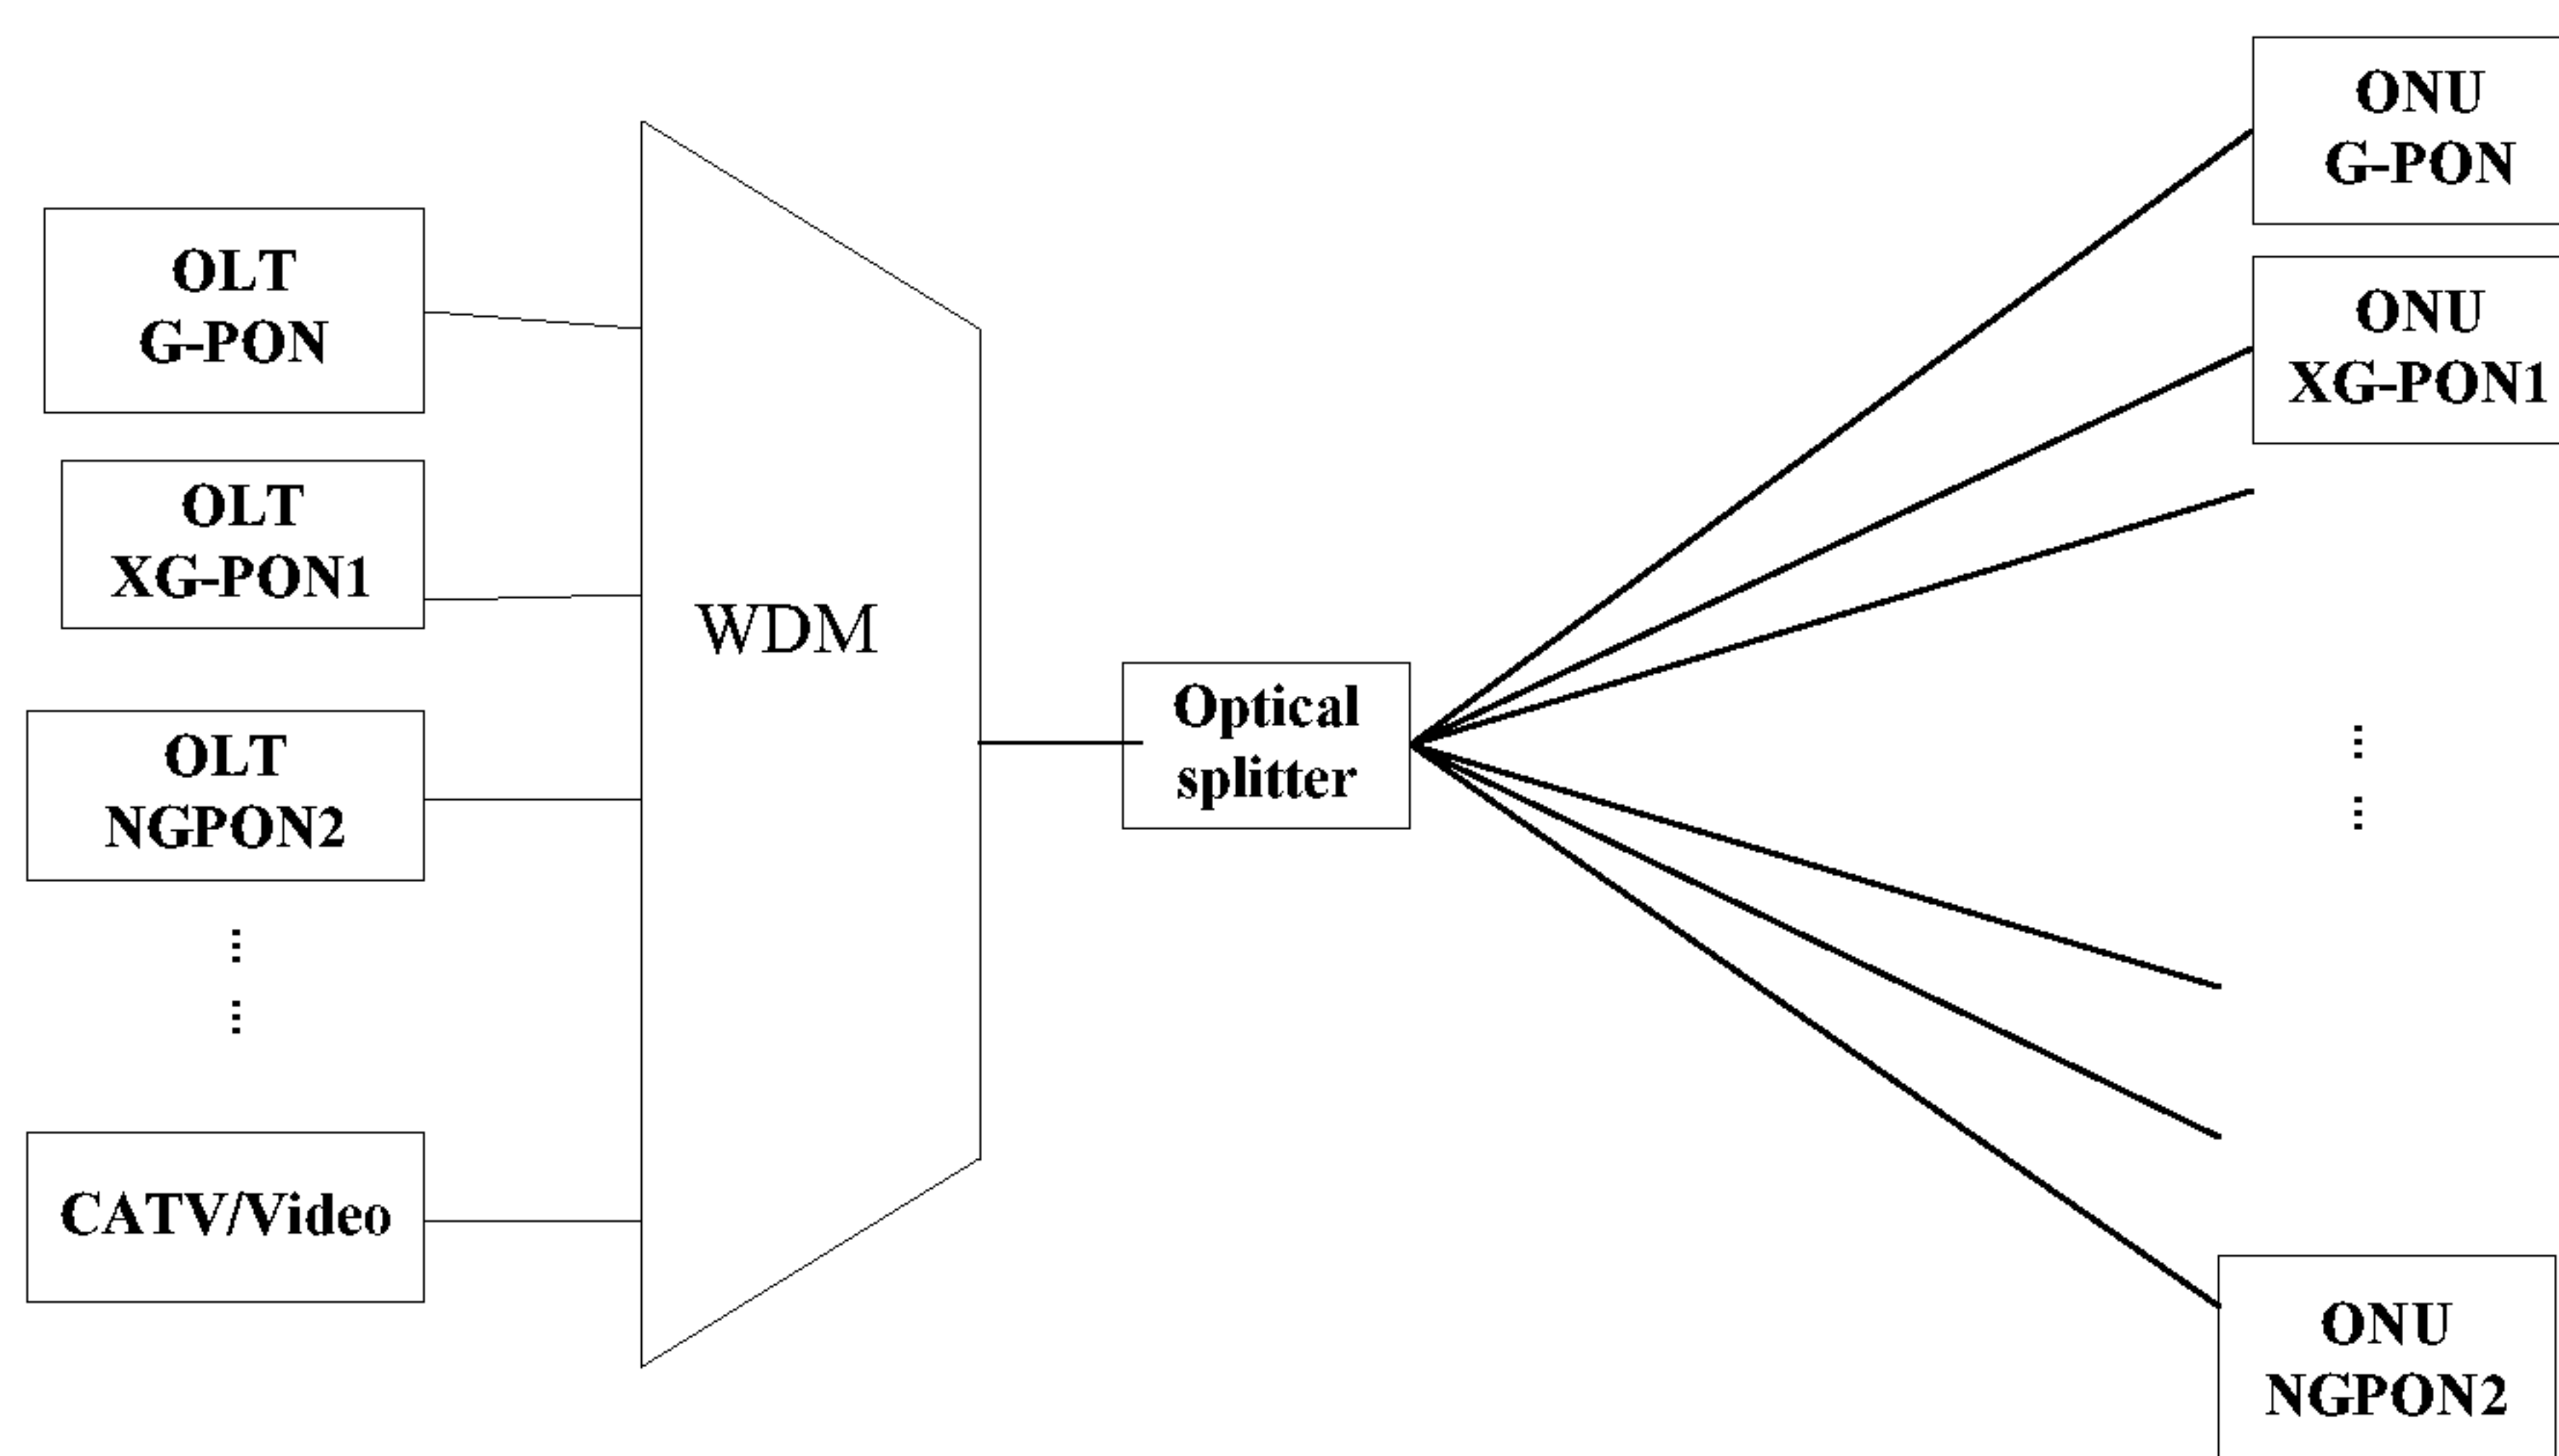 OLT
G-PON
OLT
XG-PON1
OLT
NGPON2
CATV/Video
WDM
Optical
splitter
ONU
G-PON
ONU
XG-PON1
ONU
NGPON2